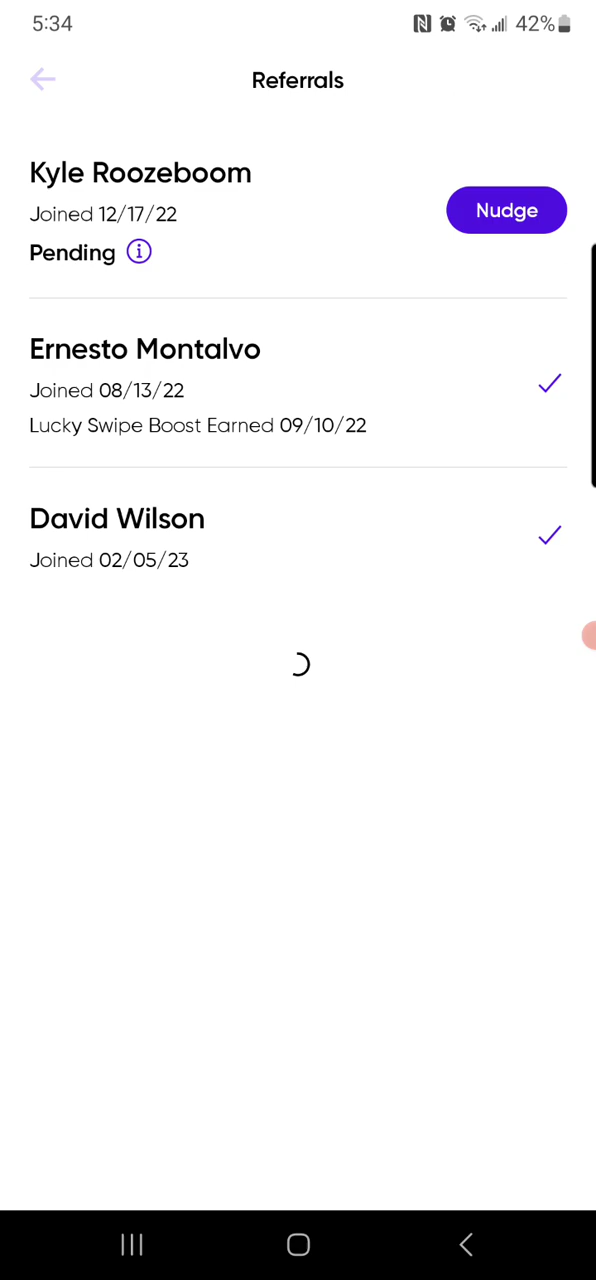 5:34
42%
Referrals
Kyle Roozeboom
Joined 12/17/22
Nudge
Pending
Ernesto Montalvo
Joined 08/13/22
Lucky Swipe Boost Earned 09/10/22
David Wilson
Joined 02/05/23